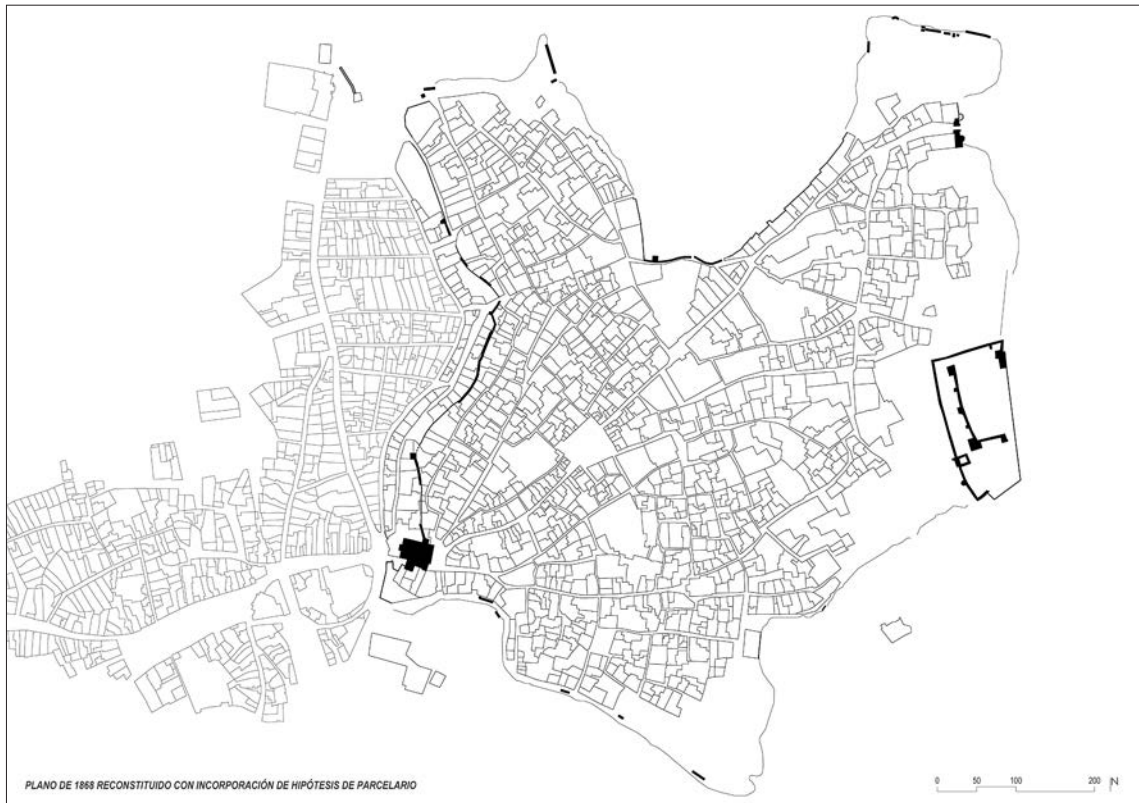 PLANO DE 1868 RECONSTITUIDO CON INCORPORACIÓN DE HIPÓTESIS DE PARCELARIO
0 50 100 200 N